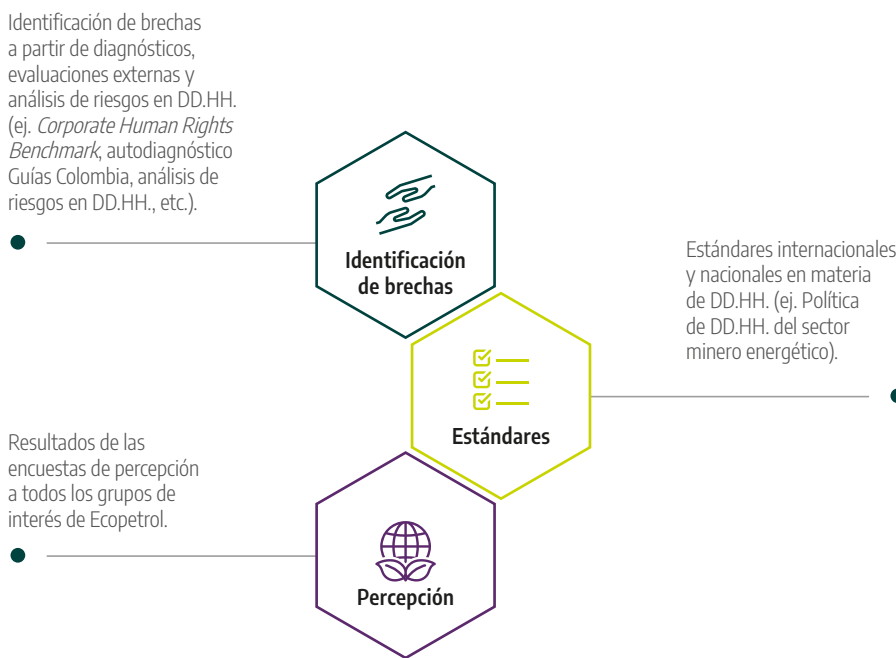 Identificación de brechas
a partir de diagnósticos,
evaluaciones externas y
análisis de riesgos en DD.HH.
(ej. Corporate Human Rights
Benchmark, autodiagnóstico
Guías Colombia, análisis de
riesgos en DD.HH., etc.).
Identificación
de brechas
Estándares internacionales
y nacionales en materia
de DD.HH. (ej. Política
de DD.HH. del sector
minero energético).
Estándares
Resultados de las
encuestas de percepción
a todos los grupos de
interés de Ecopetrol.
Percepción